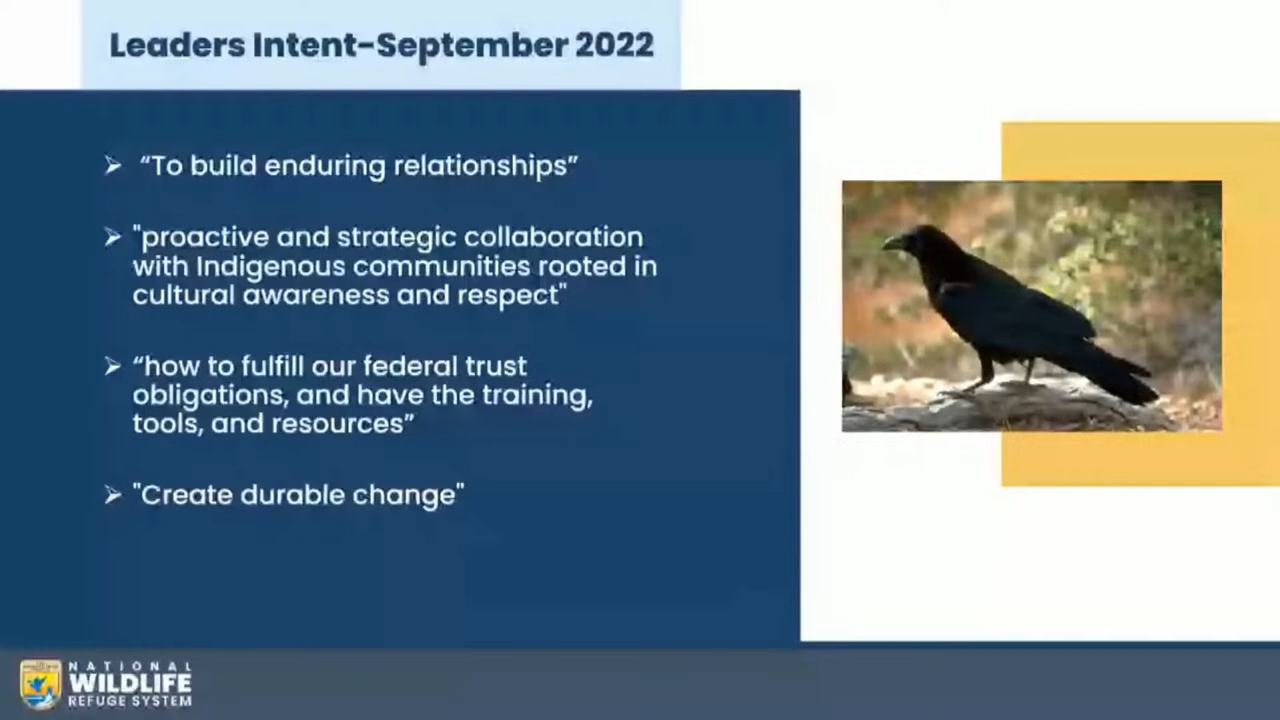 Leaders Intent-September 2022
➢ “To build enduring relationships”
➢ "proactive and strategic collaboration
with Indigenous communities rooted in
cultural awareness and respect"
➢ “how to fulfill our federal trust
obligations, and have the training,
tools, and resources”
➢ "Create durable change"
NATIONAL
WILDLIFE
REFUGE SYSTEM